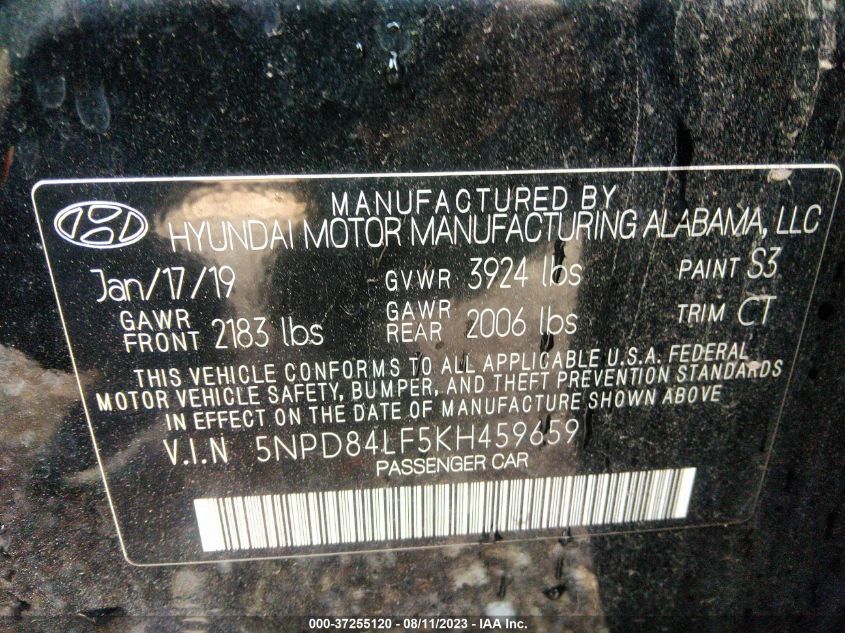 MANUFACTURED BY
HYUNDAI MOTOR MANUFACTURING ALABAMA, LLC
Jan/17/19 GVWR 3924 lbs PAINT S3
GAWR FRONT 2183 lbs GAWR REAR 2006 lbs TRIM CT
THIS VEHICLE CONFORMS TO ALL APPLICABLE U.S.A. FEDERAL
MOTOR VEHICLE SAFETY, BUMPER, AND THEFT PREVENTION STANDARDS
IN EFFECT ON THE DATE OF MANUFACTURE SHOWN ABOVE
V.I.N 5NPD84LF5KH459659
PASSENGER CAR
000-37255120 - 08/11/2023 - IAA Inc.